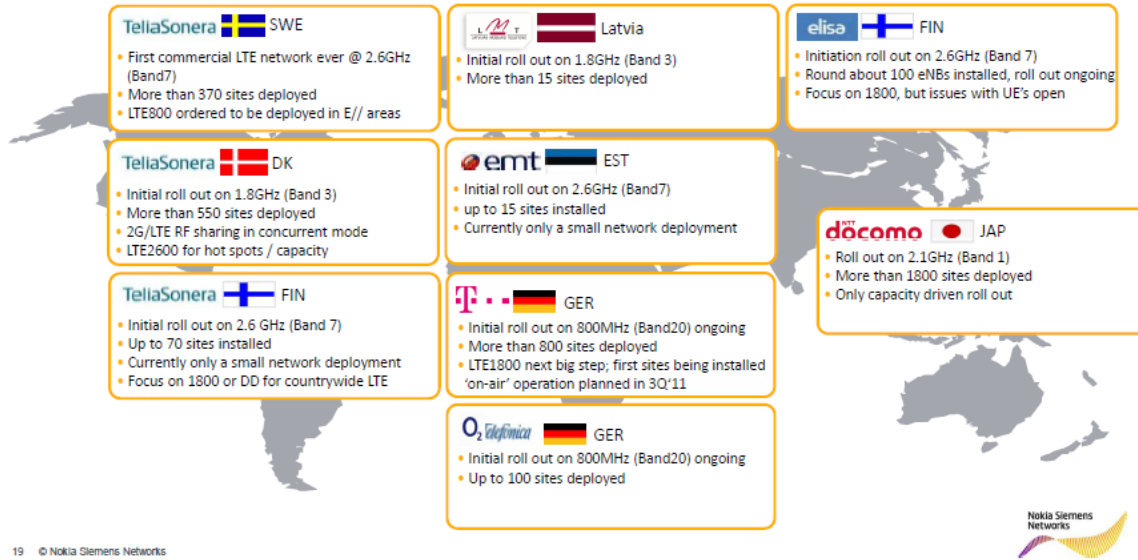 TeliaSonera SWE
• First commercial LTE network ever @ 2.6GHz
(Band7)
• More than 370 sites deployed
• LTE800 ordered to be deployed in E// areas
TeliaSonera DK
• Initial roll out on 1.8GHz (Band 3)
• More than 550 sites deployed
• 2G/LTE RF sharing in concurrent mode
• LTE2600 for hot spots / capacity
TeliaSonera FIN
• Initial roll out on 2.6 GHz (Band 7)
• Up to 70 sites installed
• Currently only a small network deployment
• Focus on 1800 or DD for countrywide LTE
LMT Latvia
• Initial roll out on 1.8GHz (Band 3)
• More than 15 sites deployed
emt EST
• Initial roll out on 2.6GHz (Band7)
• up to 15 sites installed
• Currently only a small network deployment
T GER
• Initial roll out on 800MHz (Band20) ongoing
• More than 800 sites deployed
• LTE1800 next big step; first sites being installed
'on-air' operation planned in 3Q'11
O2 Telefónica GER
• Initial roll out on 800MHz (Band20) ongoing
• Up to 100 sites deployed
elisa FIN
• Initiation roll out on 2.6GHz (Band 7)
• Round about 100 eNBs installed, roll out ongoing
• Focus on 1800, but issues with UE's open
NTT
döcomo JAP
• Roll out on 2.1GHz (Band 1)
• More than 1800 sites deployed
• Only capacity driven roll out
Nokia Siemens
Networks
19 © Nokia Siemens Networks